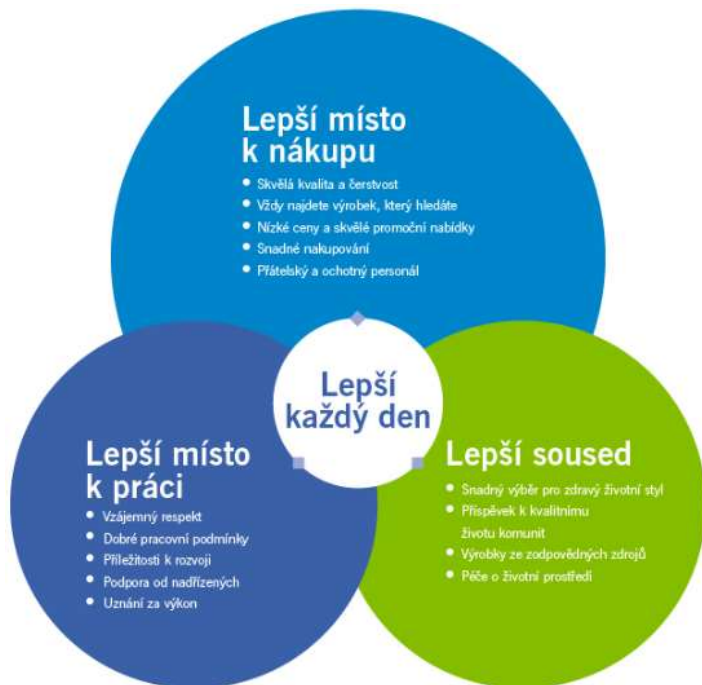 Lepší místo
k nákupu
• Skvělá kvalita a čerstvost
• Vždy najdete výrobek, který hledáte
• Nízké ceny a skvělé promoční nabídky
• Snadné nakupování
• Přátelský a ochotný personál
Lepší
každý den
Lepší místo
k práci
• Vzájemný respekt
• Dobré pracovní podmínky
• Příležitosti k rozvoji
• Podpora od nadřízených
• Uznání za výkon
Lepší soused
• Snadný výběr pro zdravý životní styl
• Příspěvek k kvalitnímu
životu komunit
• Výrobky ze zodpovědných zdrojů
• Péče o životní prostředí